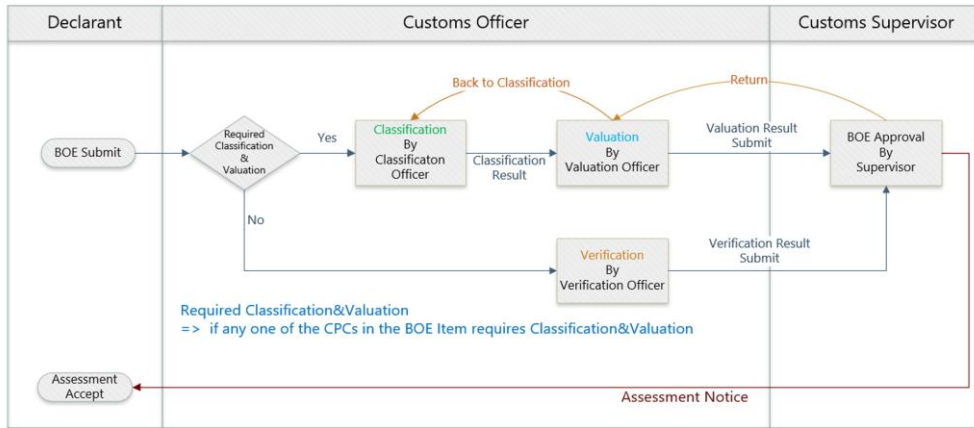 Declarant
Customs Officer
Customs Supervisor
Back to Classification
Return
BOE Submit
Required
Classification
&
Valuation
Yes
Classification
By
Classificaton
Officer
Classification
Result
Valuation
By
Valuation Officer
Valuation Result
Submit
BOE Approval
By
Supervisor
No
Verification
By
Verification Officer
Verification Result
Submit
Required Classification&Valuation
=> if any one of the CPCs in the BOE Item requires Classification&Valuation
Assessment
Accept
Assessment Notice